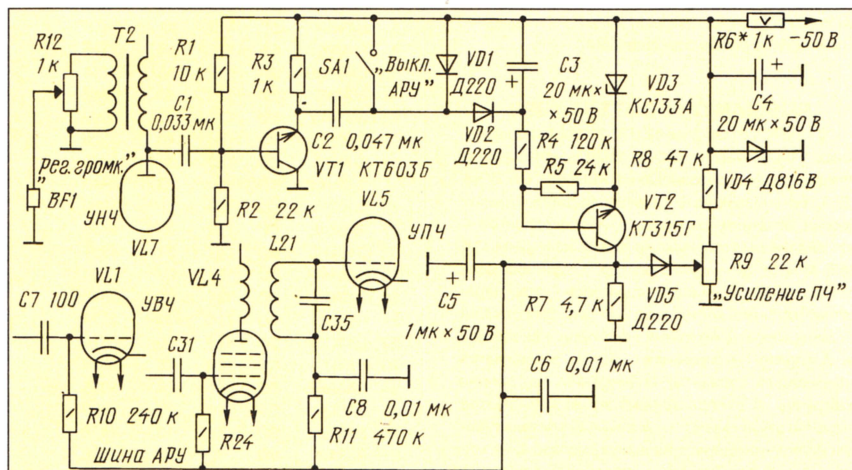 R12
1 к
T2
R1
10 к
C1
0,033 мк
R3
1 к
SA1
„Выкл.
АРУ”
VD1
Д220
C3
20 мк ×
× 50 В
VD3
КС133А
R6* 1 к
-50 В
C4
20 мк × 50 В
„Рег. громк.”
BF1
УНЧ
VL7
C2
0,047 мк
VT1 КТ603Б
R2 22 к
VD2
Д220
R4 120 к
R5 24 к
R8 47 к
VD4 Д816В
VT2
КТ315Г
R9 22 к
„Усиление ПЧ”
VL5
УПЧ
L21
C35
VL4
VL1
УВЧ
C7 100
C31
C5
1 мк × 50 В
R7 4,7 к
VD5
Д220
C6 0,01 мк
C8 0,01 мк
R10 240 к
R24
R11 470 к
Шина АРУ